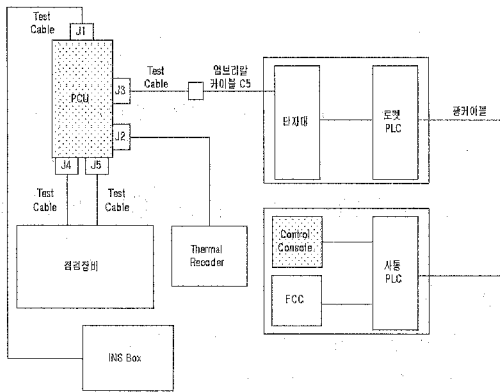 Test
Cable
J1
PCU
J3
J2
J4
J5
Test
Cable
엄브리칼
케이블 C5
단자대
로켓
PLC
광케이블
Test
Cable
Test
Cable
점검장비
Thermal
Recoder
Control
Console
FCC
사통
PLC
INS Box